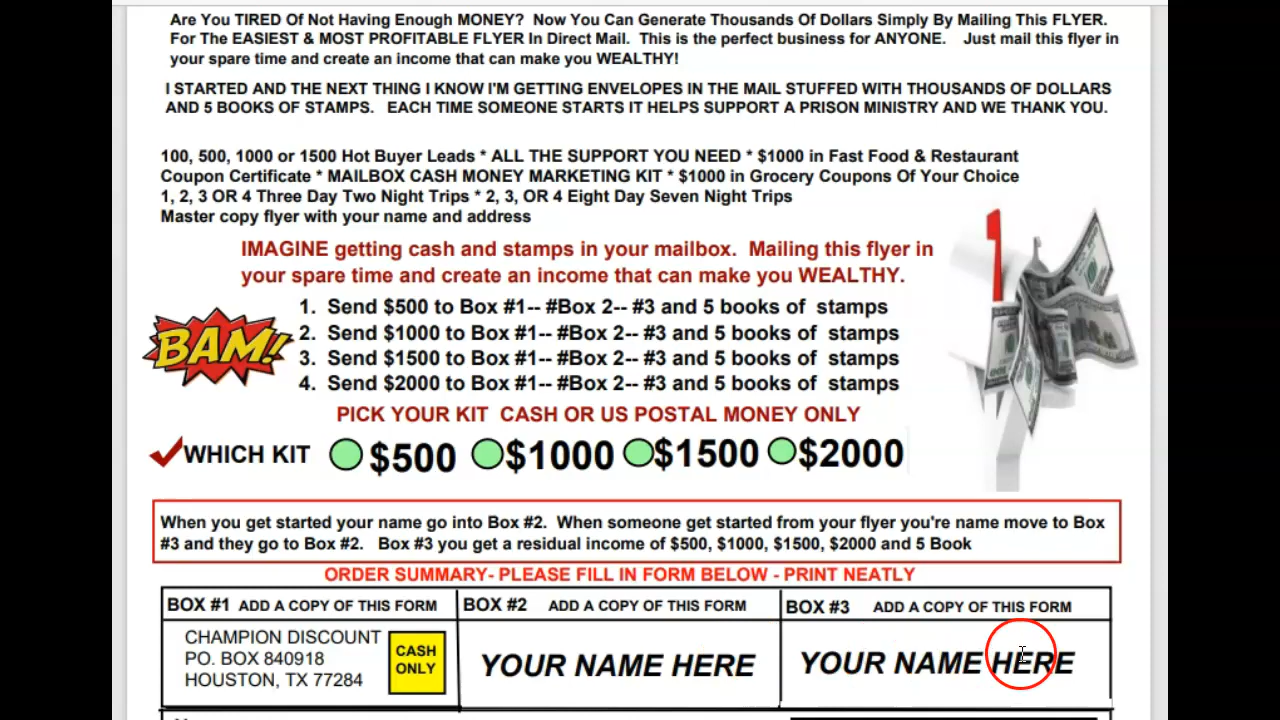 Are You TIRED Of Not Having Enough MONEY?  Now You Can Generate Thousands Of Dollars Simply By Mailing This FLYER.
For The EASIEST & MOST PROFITABLE FLYER In Direct Mail.  This is the perfect business for ANYONE.    Just mail this flyer in
your spare time and create an income that can make you WEALTHY!
I STARTED AND THE NEXT THING I KNOW I'M GETTING ENVELOPES IN THE MAIL STUFFED WITH THOUSANDS OF DOLLARS
AND 5 BOOKS OF STAMPS.   EACH TIME SOMEONE STARTS IT HELPS SUPPORT A PRISON MINISTRY AND WE THANK YOU.
100, 500, 1000 or 1500 Hot Buyer Leads * ALL THE SUPPORT YOU NEED * $1000 in Fast Food & Restaurant
Coupon Certificate * MAILBOX CASH MONEY MARKETING KIT * $1000 in Grocery Coupons Of Your Choice
1, 2, 3 OR 4 Three Day Two Night Trips * 2, 3, OR 4 Eight Day Seven Night Trips
Master copy flyer with your name and address
IMAGINE getting cash and stamps in your mailbox.  Mailing this flyer in
your spare time and create an income that can make you WEALTHY.
BAM!
1.  Send $500 to Box #1-- #Box 2-- #3 and 5 books of  stamps
2.  Send $1000 to Box #1-- #Box 2-- #3 and 5 books of  stamps
3.  Send $1500 to Box #1-- #Box 2-- #3 and 5 books of  stamps
4.  Send $2000 to Box #1-- #Box 2-- #3 and 5 books of  stamps
PICK YOUR KIT  CASH OR US POSTAL MONEY ONLY
WHICH KIT $500 $1000 $1500 $2000
When you get started your name go into Box #2.  When someone get started from your flyer you're name move to Box
#3 and they go to Box #2.   Box #3 you get a residual income of $500, $1000, $1500, $2000 and 5 Book
ORDER SUMMARY- PLEASE FILL IN FORM BELOW - PRINT NEATLY
BOX #1  ADD A COPY OF THIS FORM
CHAMPION DISCOUNT
PO. BOX 840918
HOUSTON, TX 77284
CASH
ONLY
BOX #2   ADD A COPY OF THIS FORM
YOUR NAME HERE
BOX #3   ADD A COPY OF THIS FORM
YOUR NAME HERE